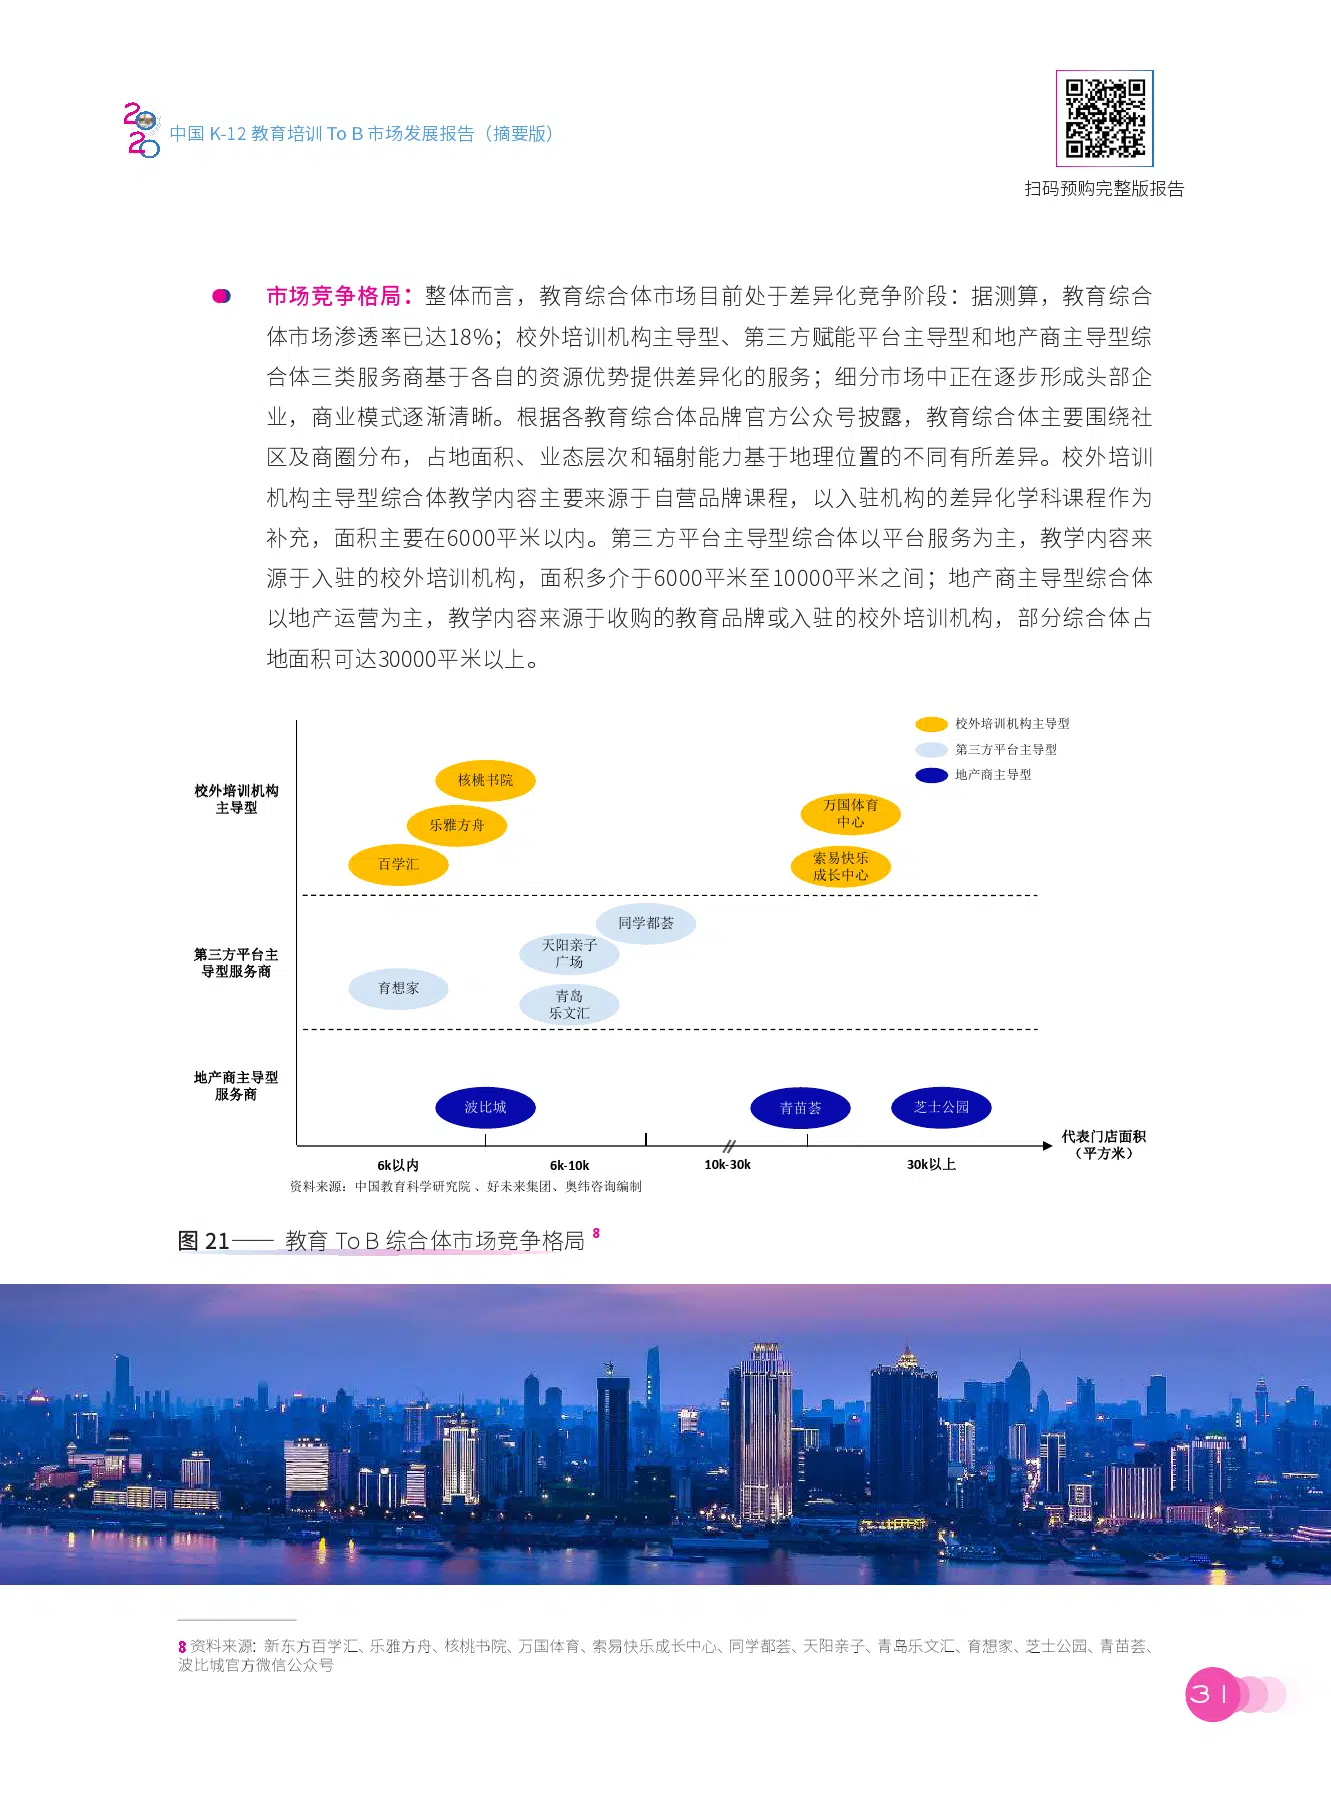 2020
中国 K-12 教育培训 To B 市场发展报告（摘要版）
扫码预购完整版报告
市场竞争格局：整体而言，教育综合体市场目前处于差异化竞争阶段：据测算，教育综合
体市场渗透率已达18%；校外培训机构主导型、第三方赋能平台主导型和地产商主导型综
合体三类服务商基于各自的资源优势提供差异化的服务；细分市场中正在逐步形成头部企
业，商业模式逐渐清晰。根据各教育综合体品牌官方公众号披露，教育综合体主要围绕社
区及商圈分布，占地面积、业态层次和辐射能力基于地理位置的不同有所差异。校外培训
机构主导型综合体教学内容主要来源于自营品牌课程，以入驻机构的差异化学科课程作为
补充，面积主要在6000平米以内。第三方平台主导型综合体以平台服务为主，教学内容来
源于入驻的校外培训机构，面积多介于6000平米至10000平米之间；地产商主导型综合体
以地产运营为主，教学内容来源于收购的教育品牌或入驻的校外培训机构，部分综合体占
地面积可达30000平米以上。
校外培训机构主导型
第三方平台主导型
地产商主导型
校外培训机构
主导型
核桃书院
乐雅方舟
百学汇
万国体育
中心
索易快乐
成长中心
第三方平台主
导型服务商
同学都荟
天阳亲子
广场
育想家
青岛
乐文汇
地产商主导型
服务商
波比城
青苗荟
芝士公园
代表门店面积
（平方米）
6k以内
6k-10k
10k-30k
30k以上
资料来源：中国教育科学研究院 、好未来集团、奥纬咨询编制
图 21—— 教育 To B 综合体市场竞争格局 8
8 资料来源：新东方百学汇、乐雅方舟、核桃书院、万国体育、索易快乐成长中心、同学都荟、天阳亲子、青岛乐文汇、育想家、芝士公园、青苗荟、
波比城官方微信公众号
31